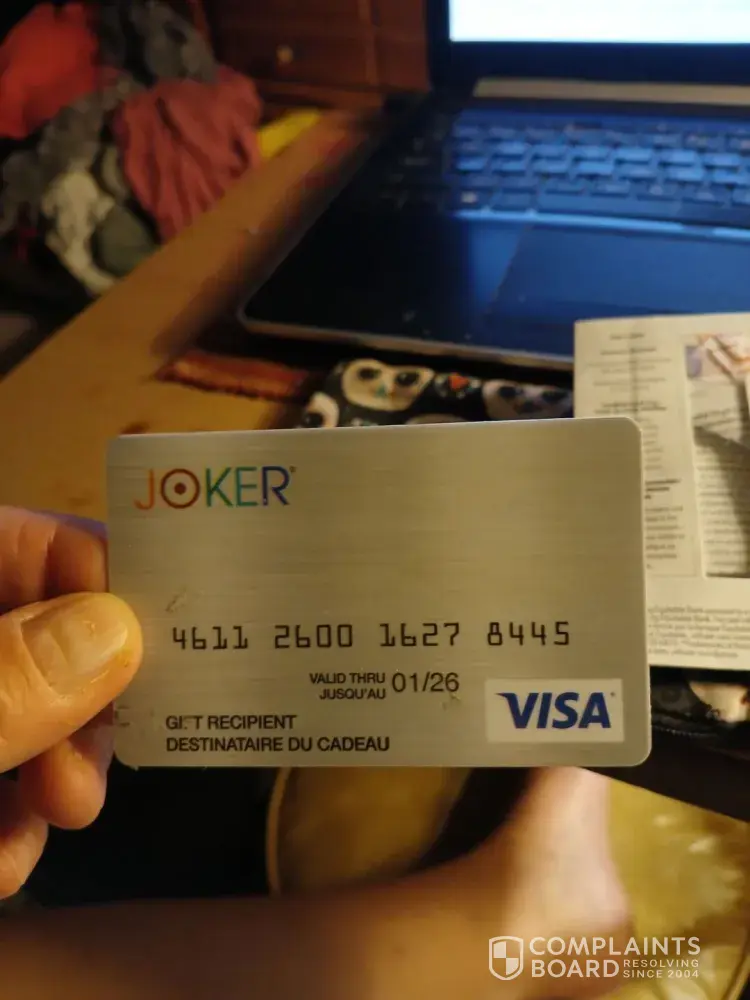 JOKER
4611 2600 1627 8445
VALID THRU
JUSQU'AU
01/26
VISA
GIFT RECIPIENT
DESTINATAIRE DU CADEAU
COMPLAINTS
BOARD
RESOLVING
SINCE 2004